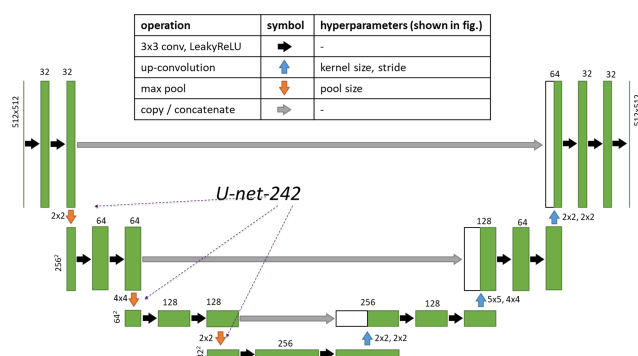 operation symbol hyperparameters (shown in fig.)
3x3 conv, LeakyReLU -
up-convolution kernel size, stride
max pool pool size
copy / concatenate -
32 32 64 32 32
512x512 512x512
U-net-242
2x2 2x2, 2x2
64 64 128 64
256²
4x4 5x5, 4x4
128 128 256 128
64²
2x2 2x2, 2x2
256